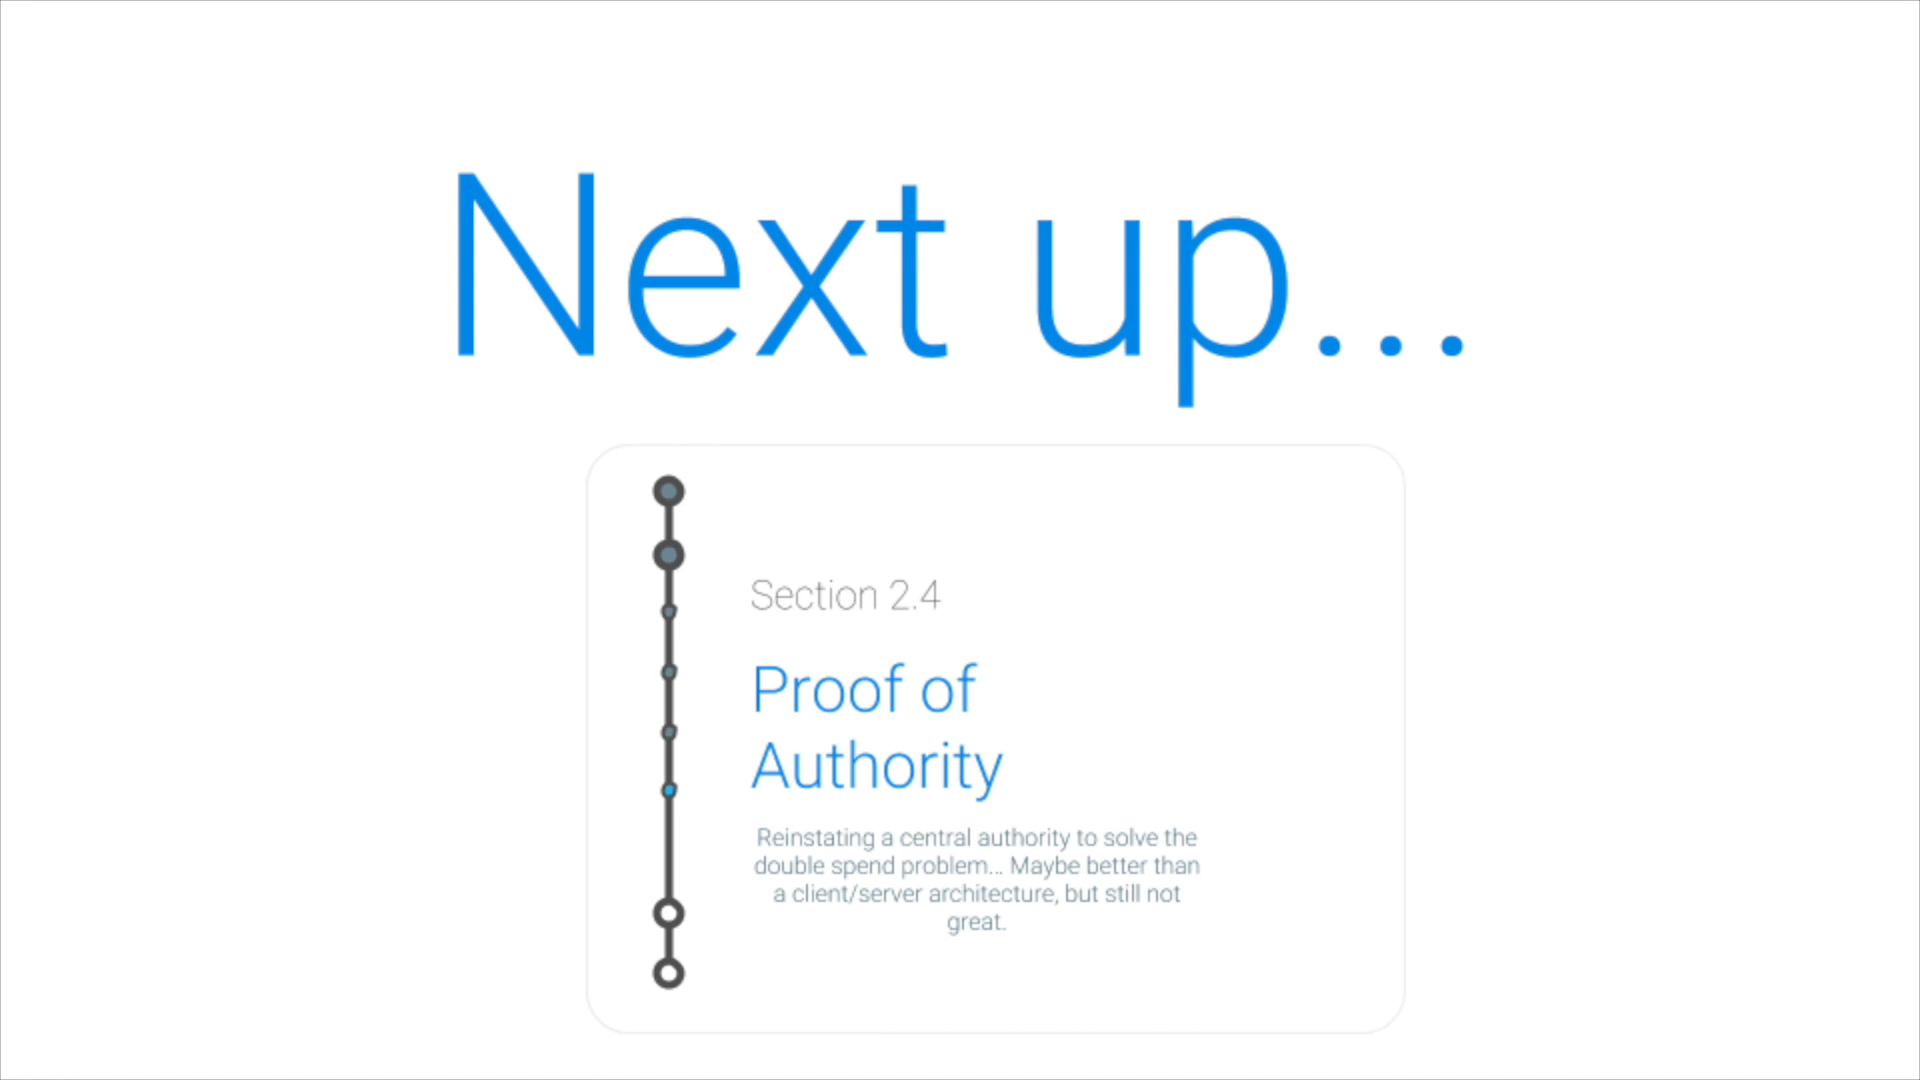 Next up...
Section 2.4
Proof of
Authority
Reinstating a central authority to solve the
double spend problem... Maybe better than
a client/server architecture, but still not
great.